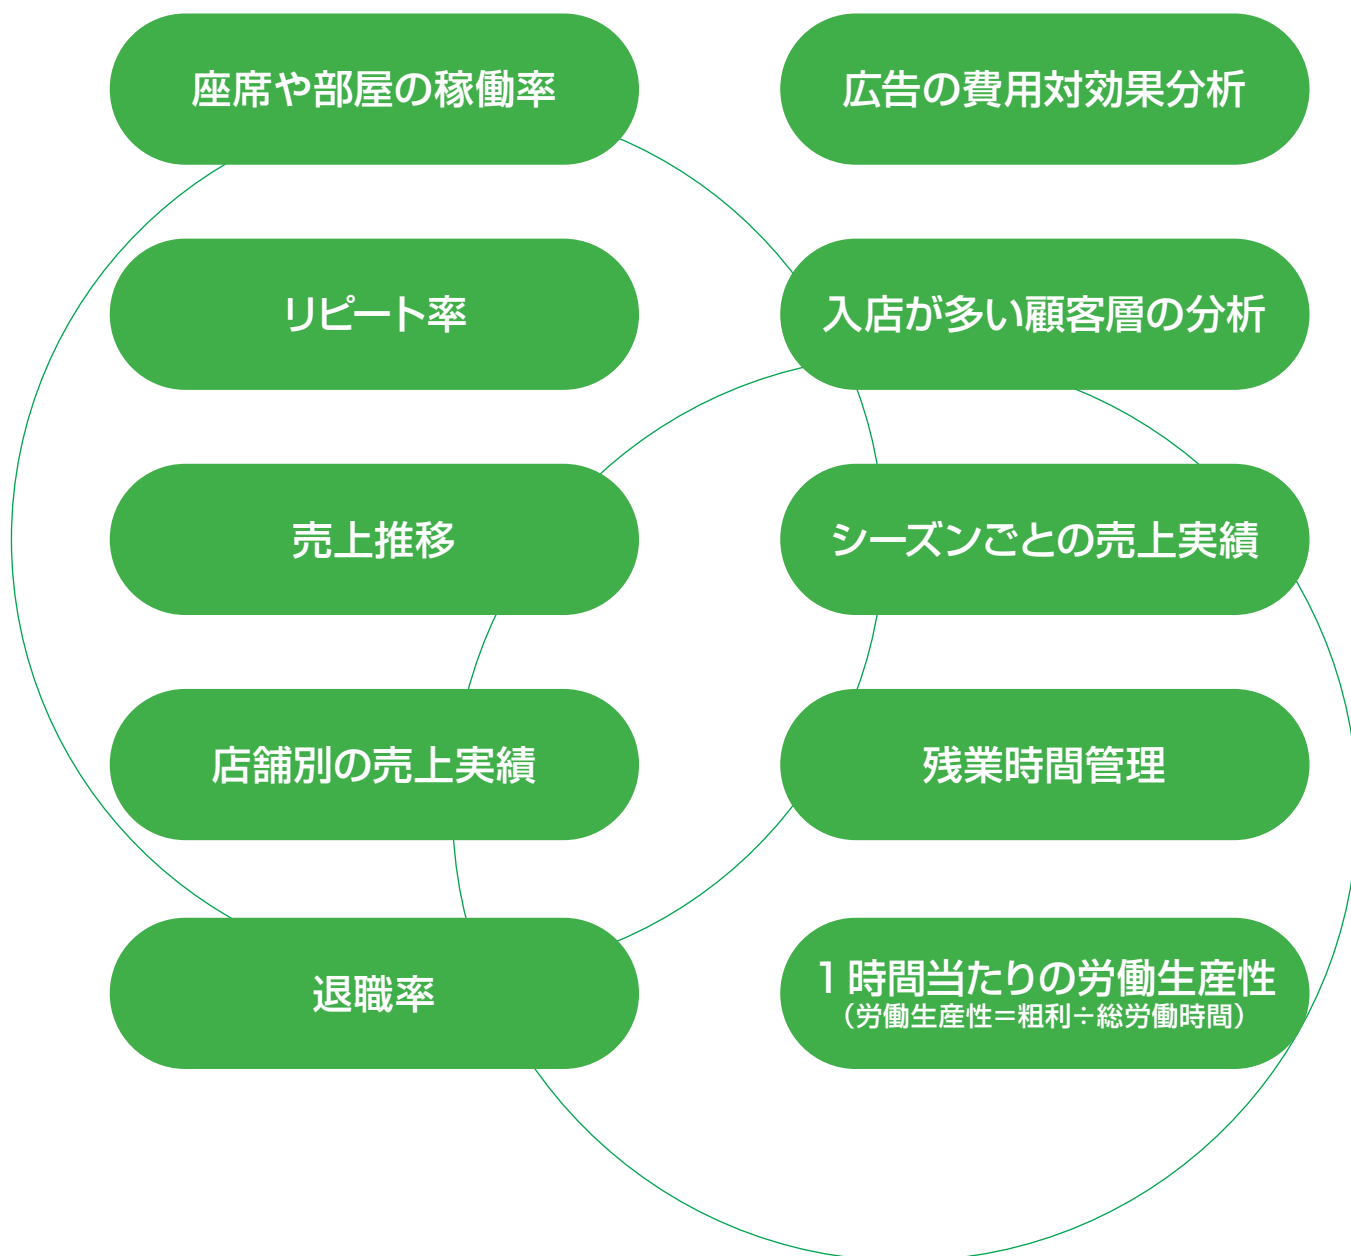 座席や部屋の稼働率
広告の費用対効果分析
リピート率
入店が多い顧客層の分析
売上推移
シーズンごとの売上実績
店舗別の売上実績
残業時間管理
退職率
1時間当たりの労働生産性
（労働生産性＝粗利÷総労働時間）